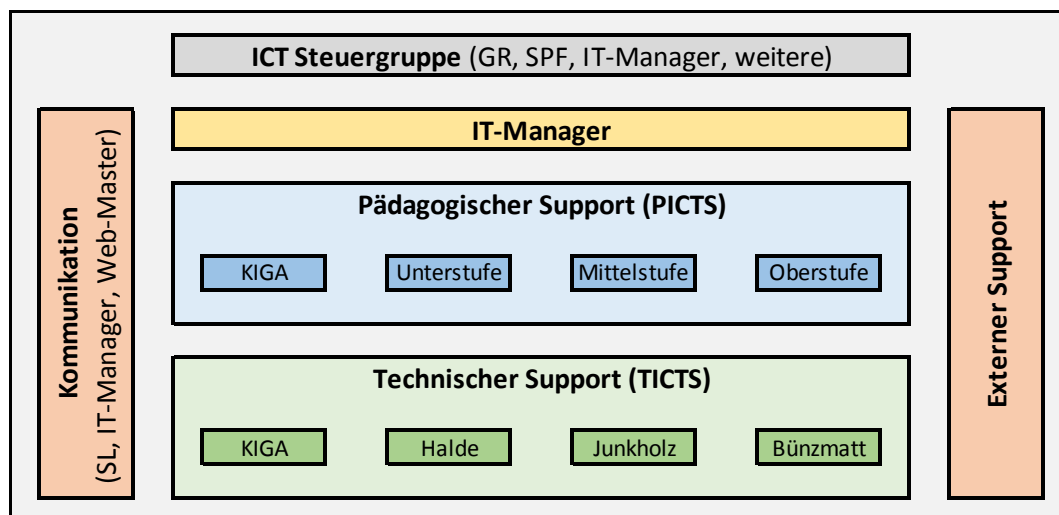 ICT Steuergruppe (GR, SPF, IT-Manager, weitere)
Kommunikation
(SL, IT-Manager, Web-Master)
IT-Manager
Pädagogischer Support (PICTS)
KIGA
Unterstufe
Mittelstufe
Oberstufe
Technischer Support (TICTS)
KIGA
Halde
Junkholz
Bünzmatt
Externer Support